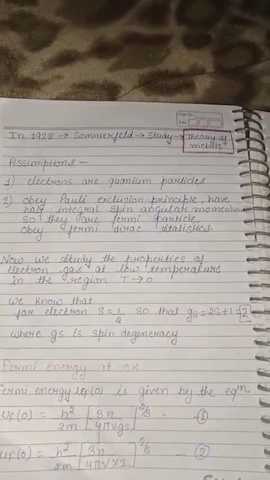 In 1928 → Sommerfeld → Study → Theory of metals
Assumptions —
1) electrons are quantum particles
2) obey Pauli exclusion principle, have
half integral spin angular momentum
so they are fermi particle.
obey fermi dirac statistics.
Now we study the properties of
electron gas at low temperature
in the region T→0
we know that
for electron S=1/2 so that gs=2S+1=2
where gs is spin degeneracy
Fermi energy at 0K
Fermi energy Uf(0) is given by the eqⁿ.
Uf(0) = h²/2m [3n/4πVgs]^2/3 - ①
Uf(0) = h²/2m [3n/4πV×2]^2/3 — ②